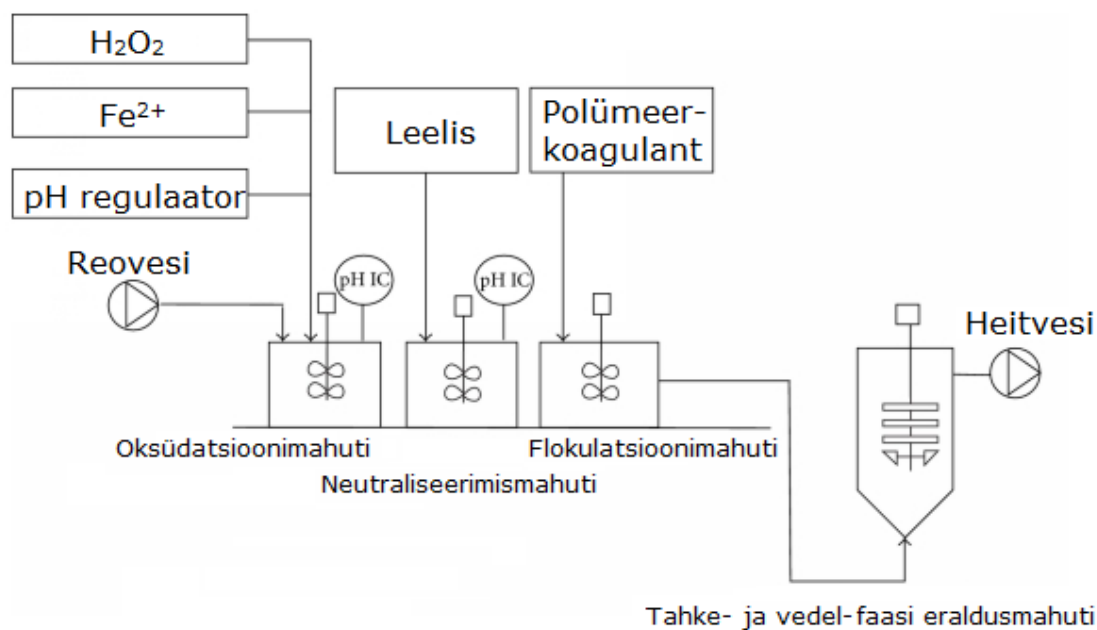 H₂O₂
Fe²⁺
pH regulaator
Leelis
Polümeer-
koagulant
Reovesi
pH IC
pH IC
Heitvesi
Oksüdatsioonimahuti
Flokulatsioonimahuti
Neutraliseerimismahuti
Tahke- ja vedel-faasi eraldusmahuti